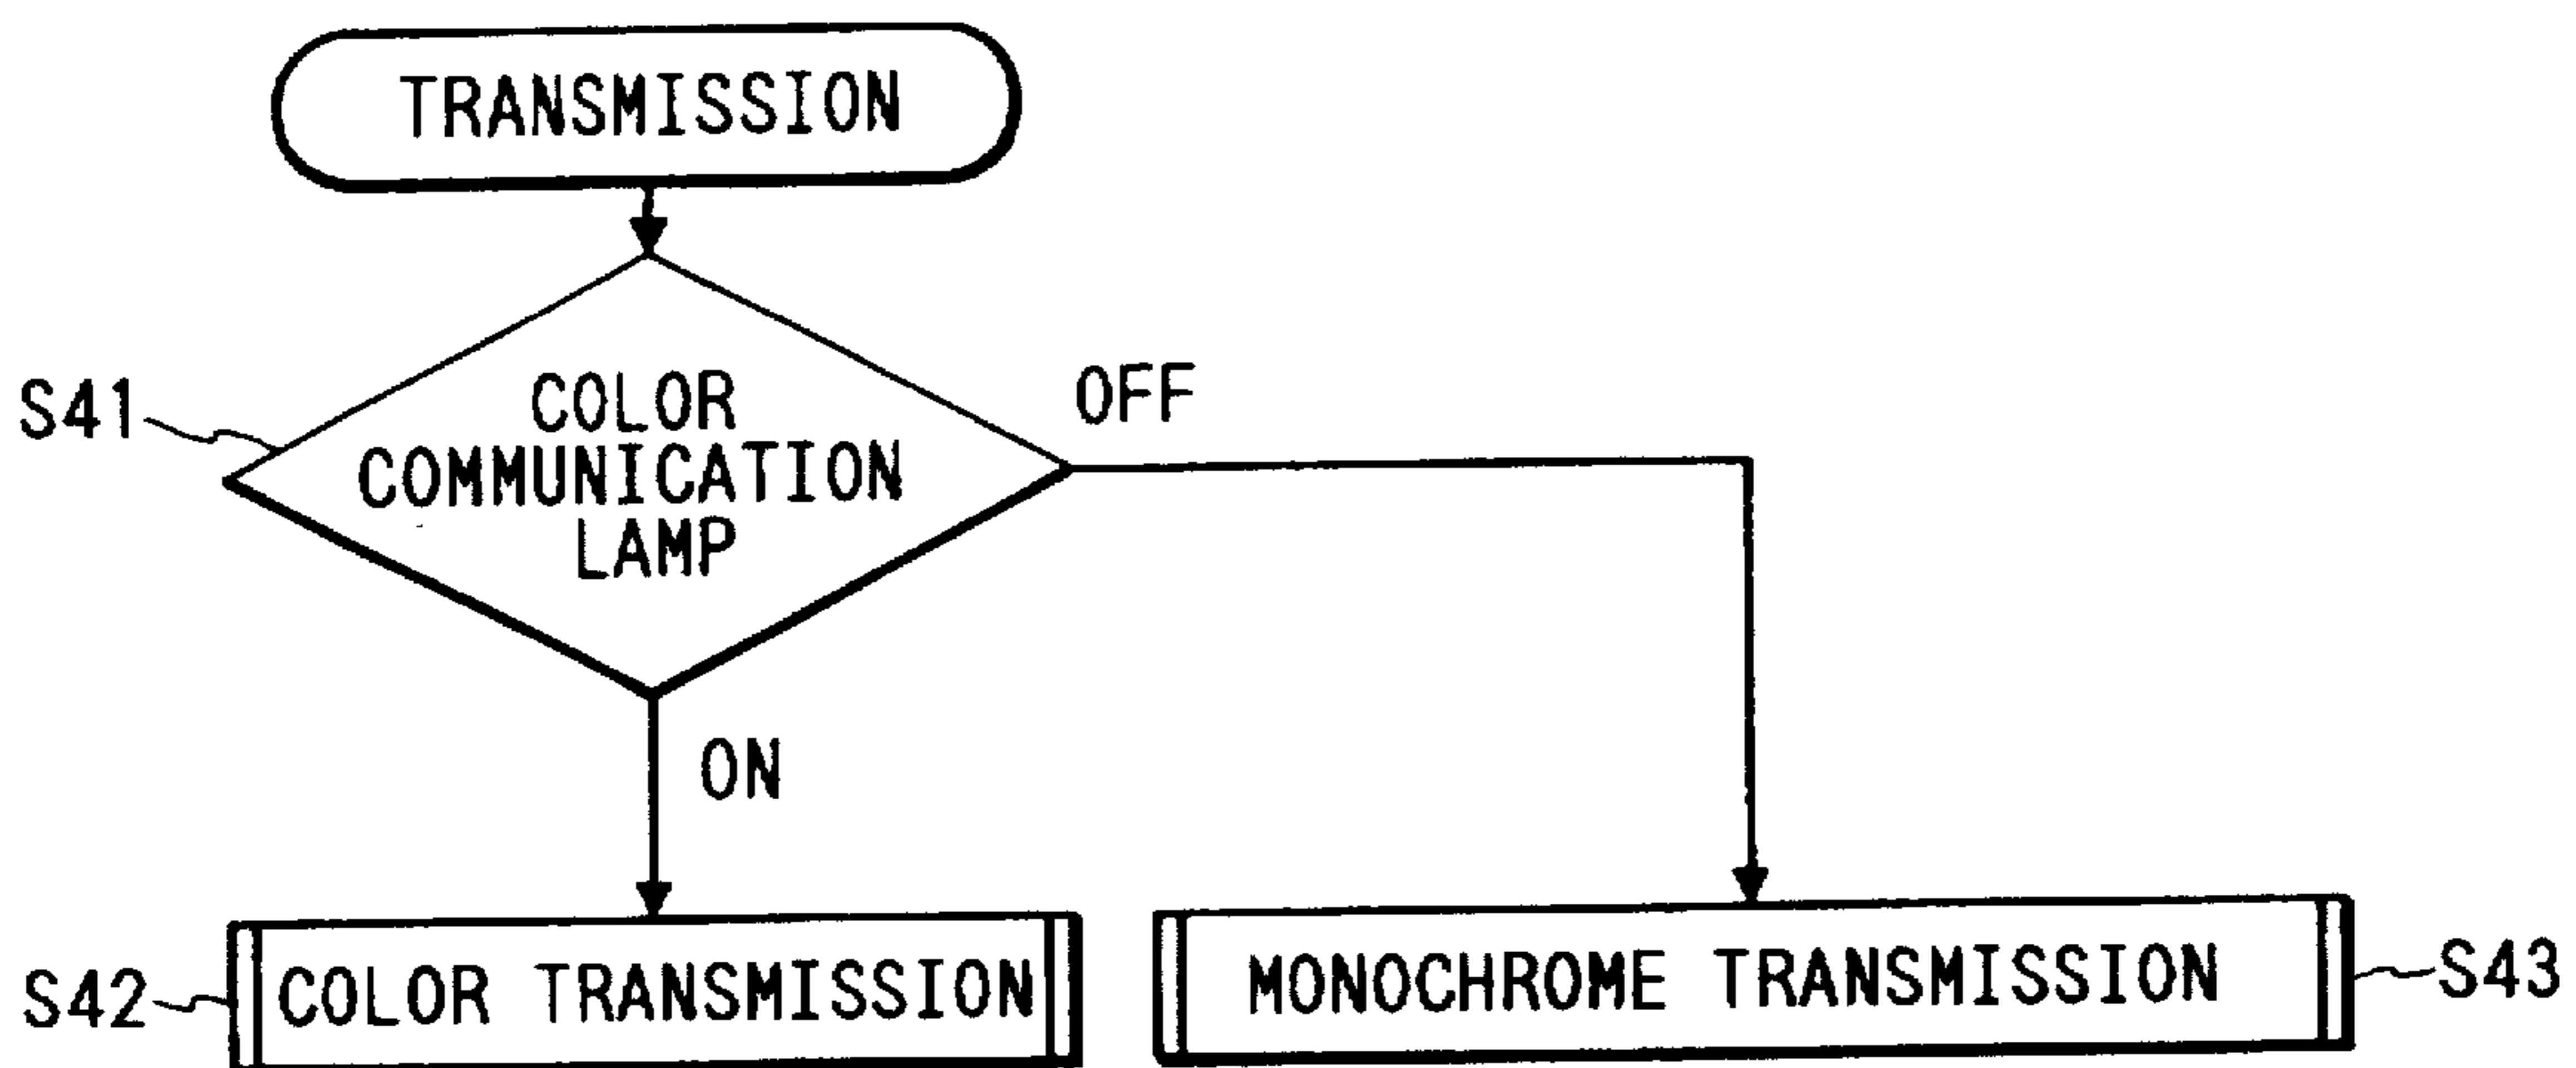 TRANSMISSION
S41
COLOR
COMMUNICATION
LAMP
OFF
ON
S42
COLOR TRANSMISSION
MONOCHROME TRANSMISSION
S43